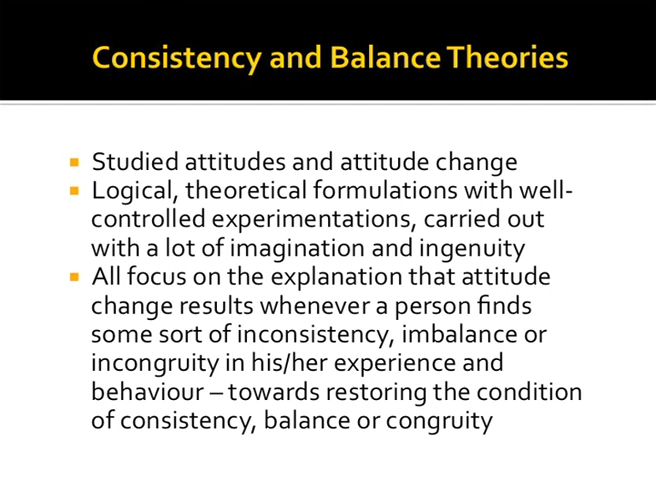 Consistency and Balance Theories
▪ Studied attitudes and attitude change
▪ Logical, theoretical formulations with well-
controlled experimentations, carried out
with a lot of imagination and ingenuity
▪ All focus on the explanation that attitude
change results whenever a person finds
some sort of inconsistency, imbalance or
incongruity in his/her experience and
behaviour – towards restoring the condition
of consistency, balance or congruity